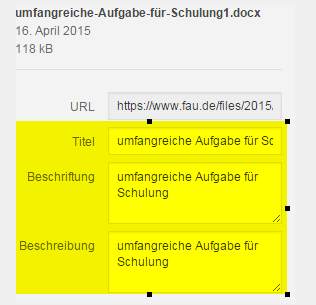 umfangreiche-Aufgabe-für-Schulung1.docx
16. April 2015
118 kB
URL https://www.fau.de/files/2015.
Titel umfangreiche Aufgabe für Sc
Beschriftung umfangreiche Aufgabe für
Schulung
Beschreibung umfangreiche Aufgabe für
Schulung